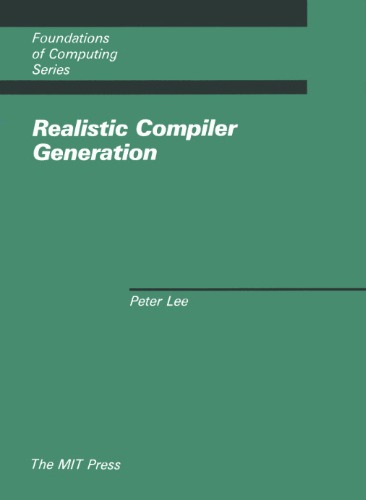 Foundations
of Computing
Series
Realistic Compiler
Generation
Peter Lee
The MIT Press